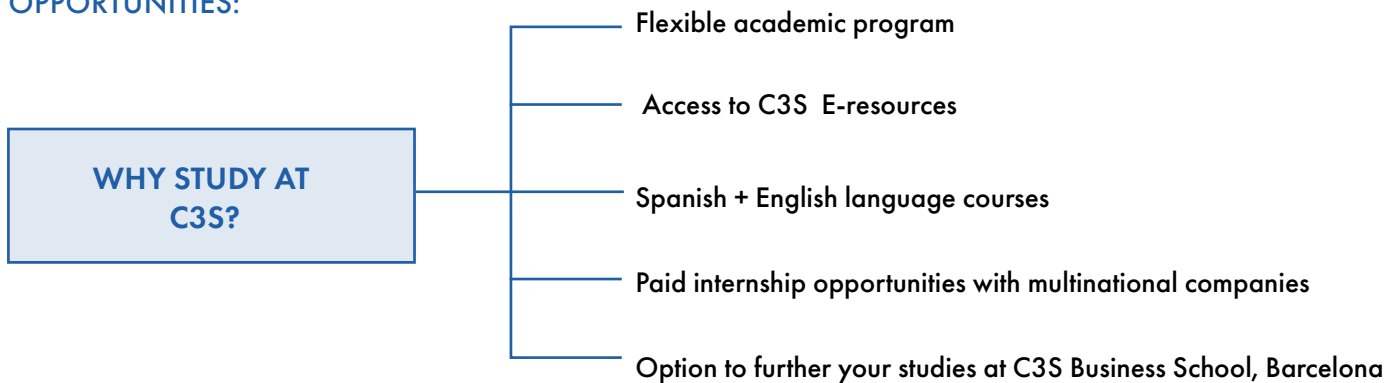 OPPORTUNITIES:
Flexible academic program
Access to C3S E-resources
WHY STUDY AT
C3S?
Spanish + English language courses
Paid internship opportunities with multinational companies
Option to further your studies at C3S Business School, Barcelona